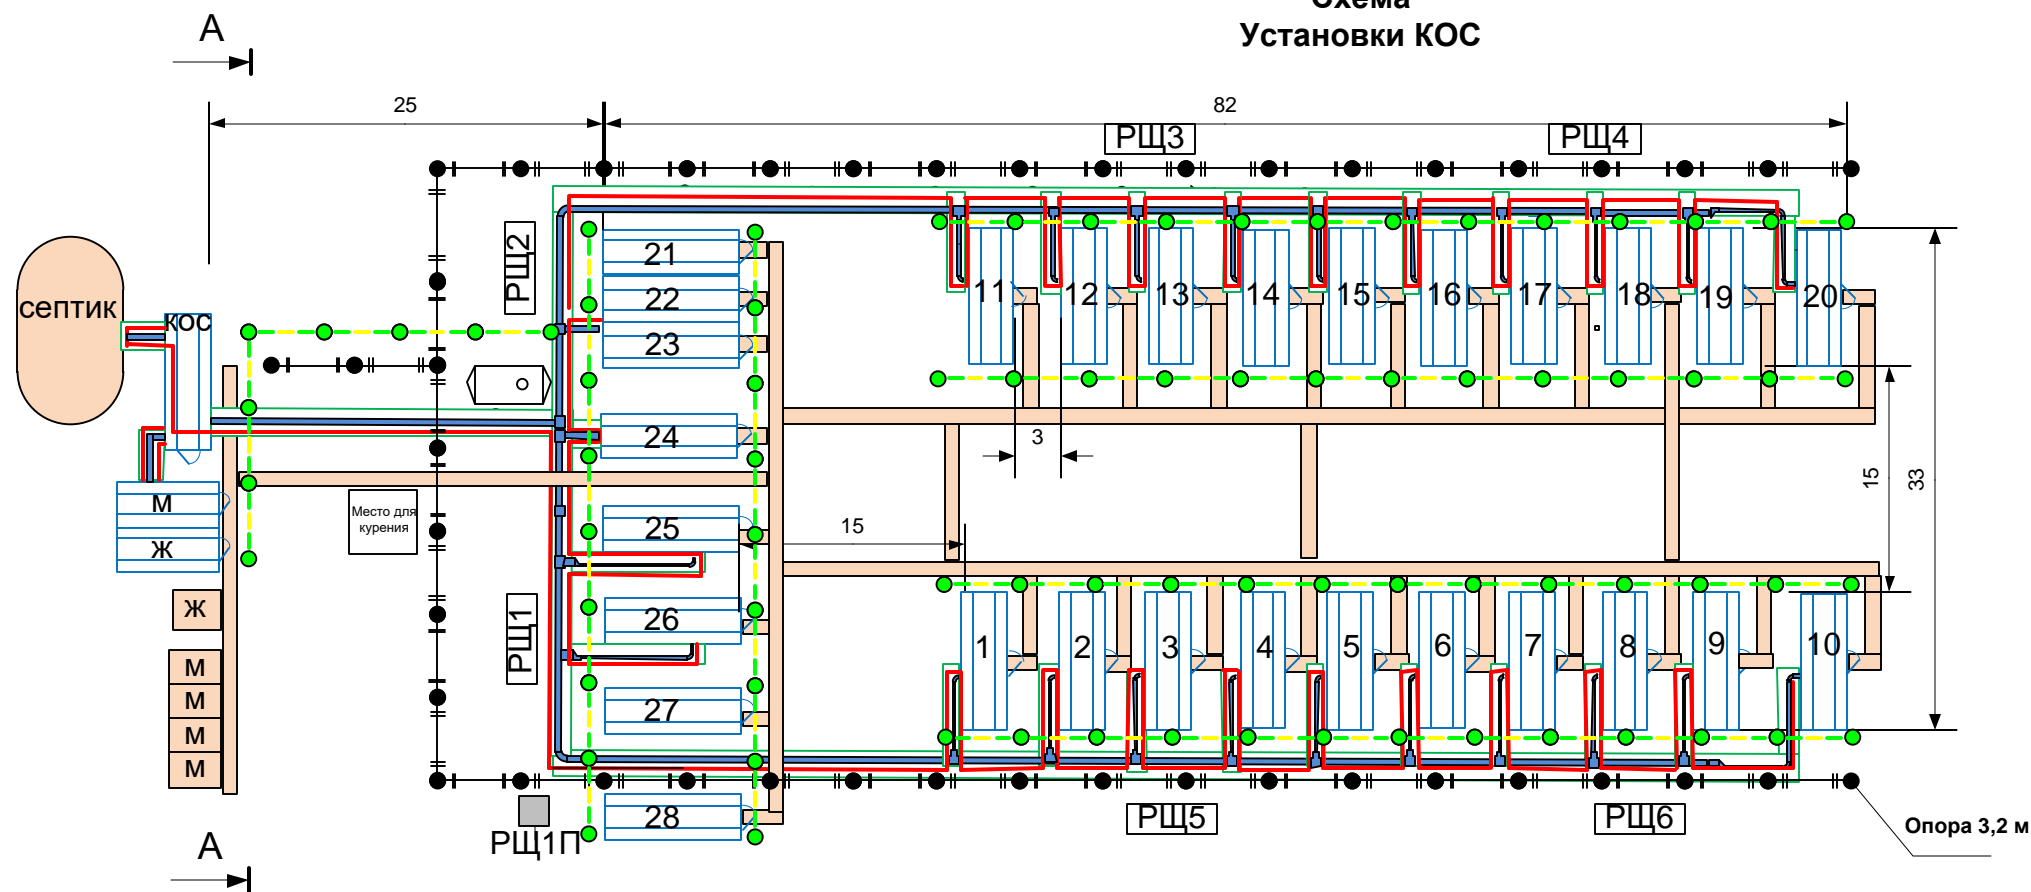 Схема
Установки КОС
А
25
82
РЩ3
РЩ4
РЩ2
септик
кос
21
22
23
24
25
26
27
28
11
12
13
14
15
16
17
18
19
20
3
15
33
15
Место для
курения
м
ж
ж
м
м
м
м
РЩ1
1
2
3
4
5
6
7
8
9
10
РЩ1П
РЩ5
РЩ6
Опора 3,2 м
А